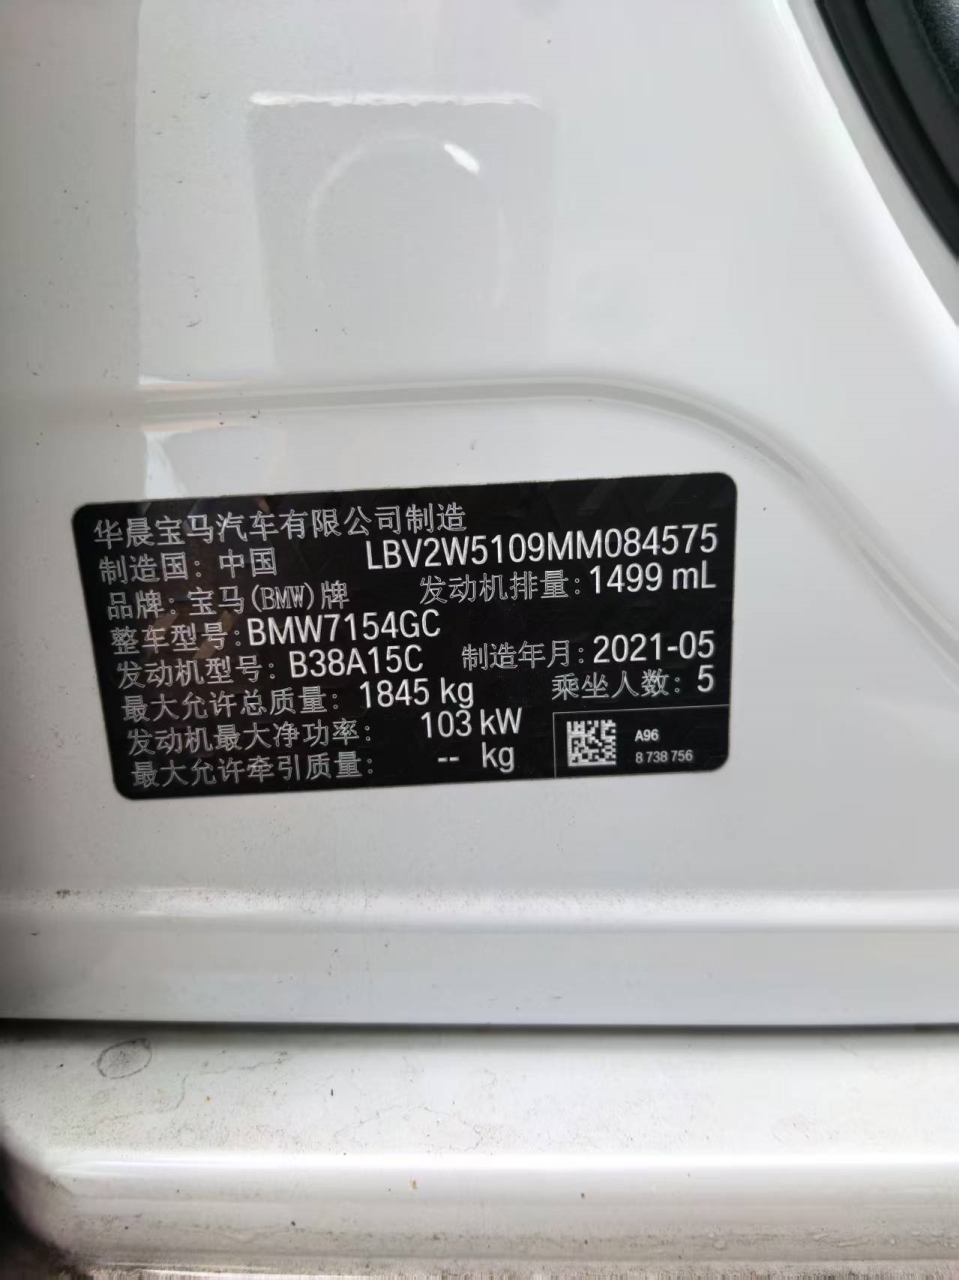 华晨宝马汽车有限公司制造
制造国: 中国 LBV2W5109MM084575
品牌: 宝马(BMW)牌 发动机排量: 1499 mL
整车型号: BMW7154GC
发动机型号: B38A15C 制造年月: 2021-05
最大允许总质量: 1845 kg 乘坐人数: 5
发动机最大净功率: 103 kW
最大允许牵引质量: -- kg
A96
8 738 756